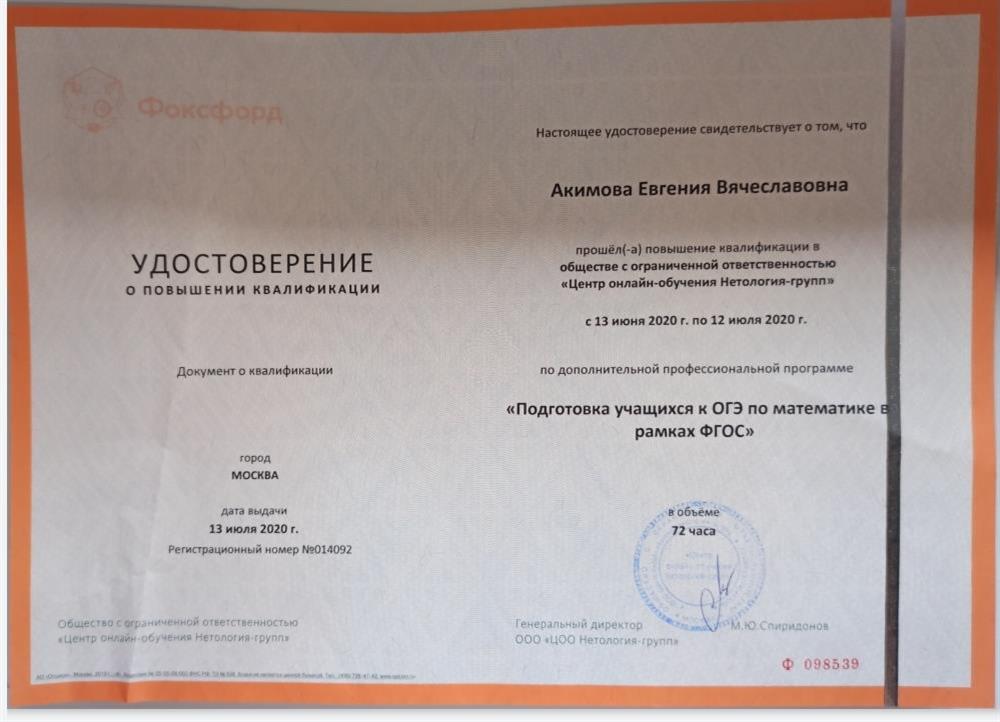 Фоксфорд
УДОСТОВЕРЕНИЕ
О ПОВЫШЕНИИ КВАЛИФИКАЦИИ
Документ о квалификации
город
МОСКВА
дата выдачи
13 июля 2020 г.
Регистрационный номер №014092
Общество с ограниченной ответственностью
«Центр онлайн-обучения Нетология-групп»
Настоящее удостоверение свидетельствует о том, что
Акимова Евгения Вячеславовна
прошёл(-а) повышение квалификации в
обществе с ограниченной ответственностью
«Центр онлайн-обучения Нетология-групп»
с 13 июня 2020 г. по 12 июля 2020 г.
по дополнительной профессиональной программе
«Подготовка учащихся к ОГЭ по математике в
рамках ФГОС»
в объёме
72 часа
Генеральный директор М.Ю.Спиридонов
ООО «ЦОО Нетология-групп»
Ф 098539